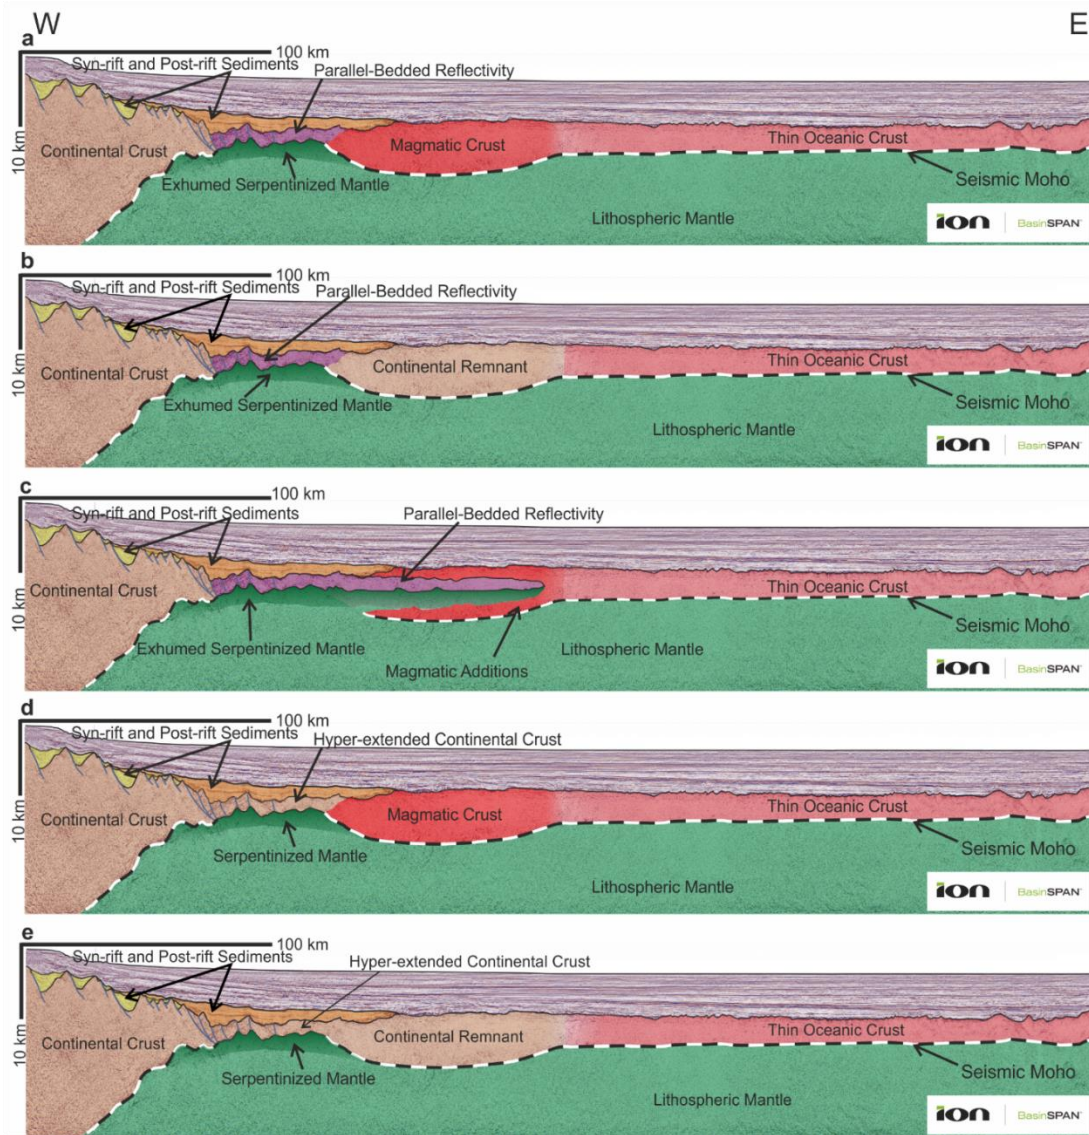 W
E
a
100 km
10 km
Syn-rift and Post-rift Sediments
Parallel-Bedded Reflectivity
Continental Crust
Magmatic Crust
Thin Oceanic Crust
Exhumed Serpentinized Mantle
Seismic Moho
Lithospheric Mantle
ion BasinSPAN™
b
100 km
10 km
Syn-rift and Post-rift Sediments
Parallel-Bedded Reflectivity
Continental Crust
Continental Remnant
Thin Oceanic Crust
Exhumed Serpentinized Mantle
Seismic Moho
Lithospheric Mantle
ion BasinSPAN™
c
100 km
10 km
Syn-rift and Post-rift Sediments
Parallel-Bedded Reflectivity
Continental Crust
Thin Oceanic Crust
Exhumed Serpentinized Mantle
Magmatic Additions
Lithospheric Mantle
Seismic Moho
ion BasinSPAN™
d
100 km
10 km
Syn-rift and Post-rift Sediments
Hyper-extended Continental Crust
Continental Crust
Magmatic Crust
Thin Oceanic Crust
Serpentinized Mantle
Seismic Moho
Lithospheric Mantle
ion BasinSPAN™
e
100 km
10 km
Syn-rift and Post-rift Sediments
Hyper-extended Continental Crust
Continental Crust
Continental Remnant
Thin Oceanic Crust
Serpentinized Mantle
Seismic Moho
Lithospheric Mantle
ion BasinSPAN™